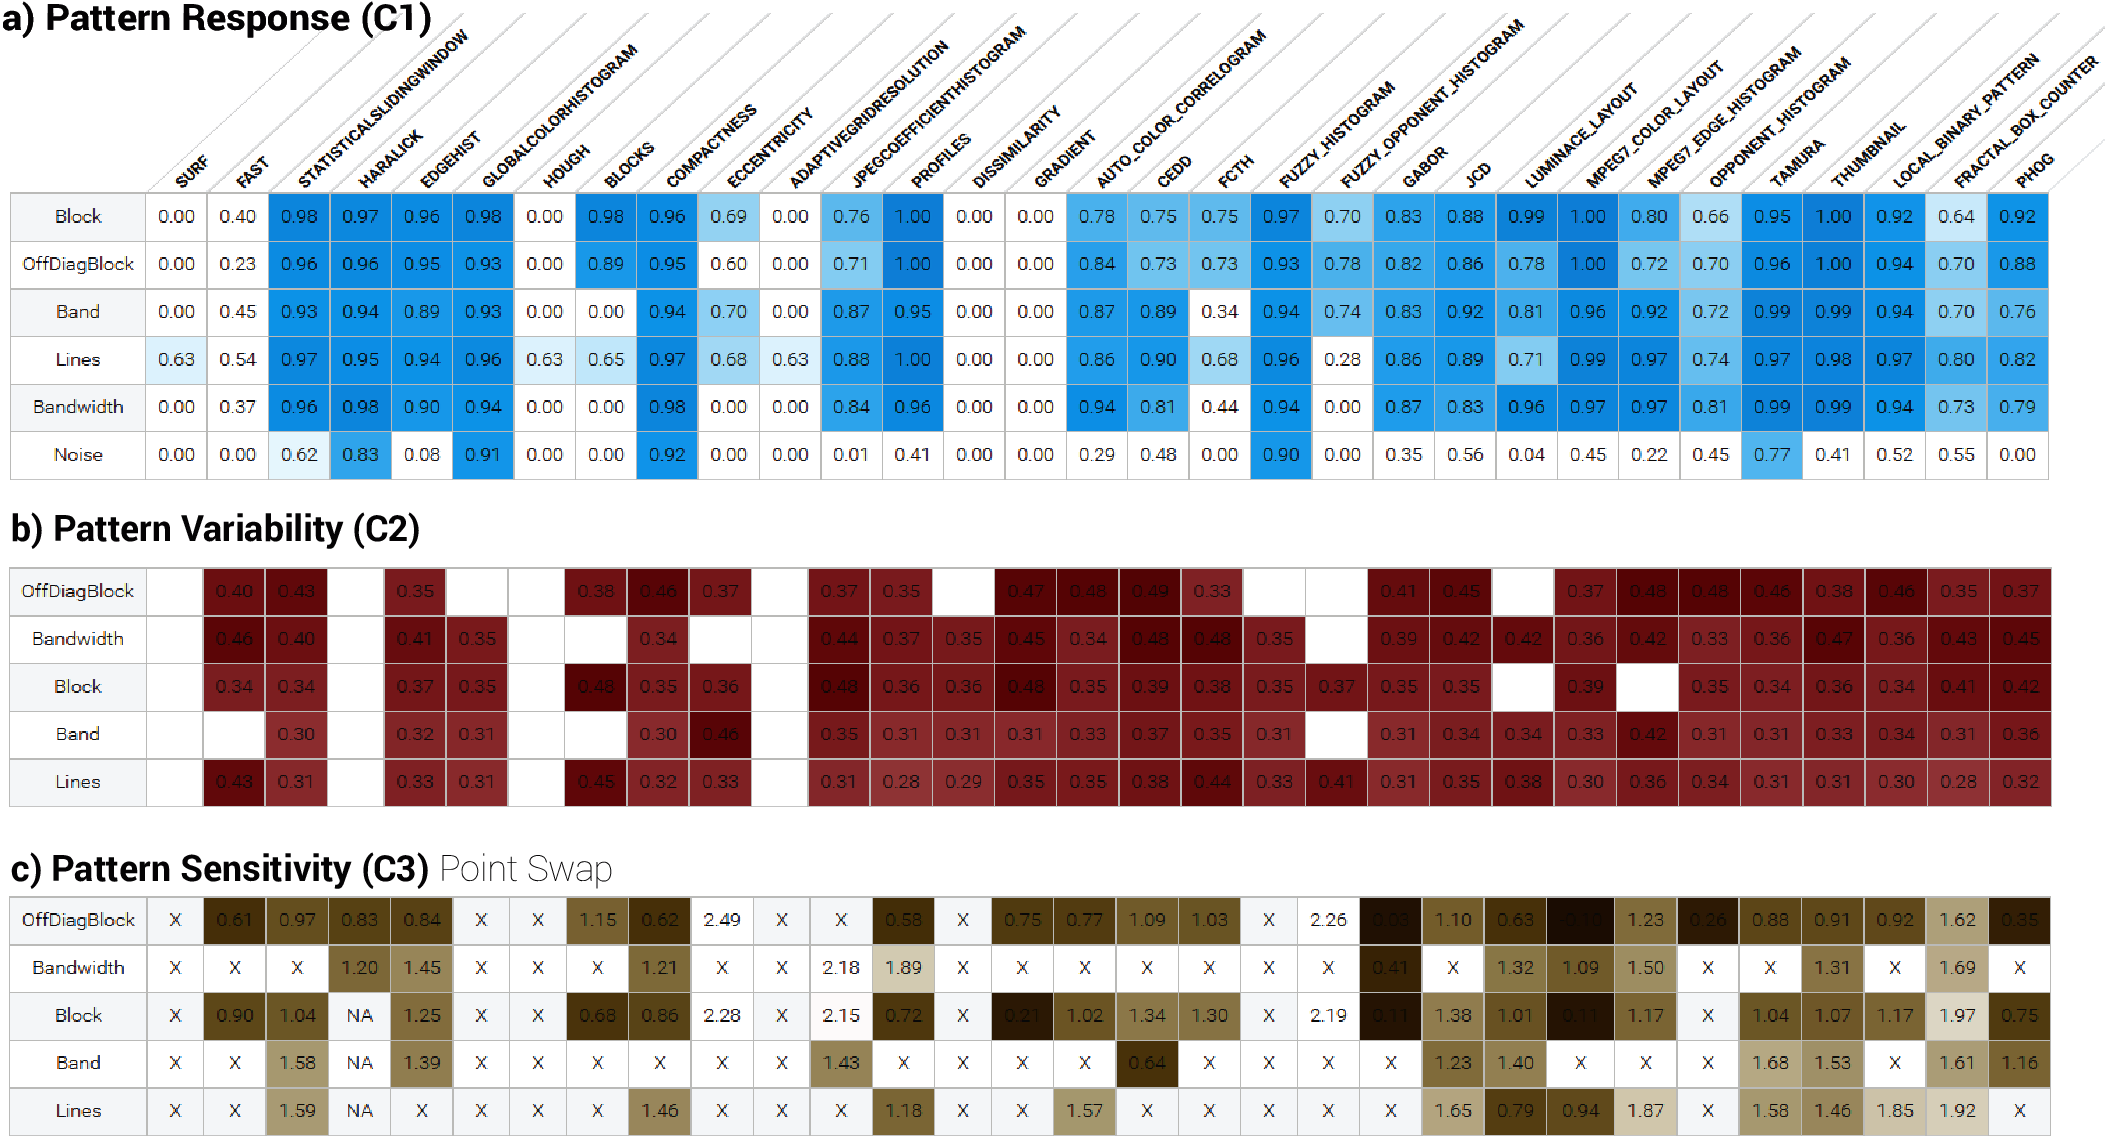 a) Pattern Response (C1)
SURF FAST STATISTICALSLIDINGWINDOW HARALICK EDGEHIST GLOBALCOLORHISTOGRAM HOUGH BLOCKS COMPACTNESS ECCENTRICITY ADAPTIVEGRIDRESOLUTION JPEGCOEFFICIENTHISTOGRAM PROFILES DISSIMILARITY GRADIENT AUTO_COLOR_CORRELOGRAM CEDD FCTH FUZZY_HISTOGRAM FUZZY_OPPONENT_HISTOGRAM GABOR JCD LUMINACE_LAYOUT MPEG7_COLOR_LAYOUT MPEG7_EDGE_HISTOGRAM OPPONENT_HISTOGRAM TAMURA THUMBNAIL LOCAL_BINARY_PATTERN FRACTAL_BOX_COUNTER PHOG
Block 0.00 0.40 0.98 0.97 0.96 0.98 0.00 0.98 0.96 0.69 0.00 0.76 1.00 0.00 0.00 0.78 0.75 0.75 0.97 0.70 0.83 0.88 0.99 1.00 0.80 0.66 0.95 1.00 0.92 0.64 0.92
OffDiagBlock 0.00 0.23 0.96 0.96 0.95 0.93 0.00 0.89 0.95 0.60 0.00 0.71 1.00 0.00 0.00 0.84 0.73 0.73 0.93 0.78 0.82 0.86 0.78 1.00 0.72 0.70 0.96 1.00 0.94 0.70 0.88
Band 0.00 0.45 0.93 0.94 0.89 0.93 0.00 0.00 0.94 0.70 0.00 0.87 0.95 0.00 0.00 0.87 0.89 0.34 0.94 0.74 0.83 0.92 0.81 0.96 0.92 0.72 0.99 0.99 0.94 0.70 0.76
Lines 0.63 0.54 0.97 0.95 0.94 0.96 0.63 0.65 0.97 0.68 0.63 0.88 1.00 0.00 0.00 0.86 0.90 0.68 0.96 0.28 0.86 0.89 0.71 0.99 0.97 0.74 0.97 0.98 0.97 0.80 0.82
Bandwidth 0.00 0.37 0.96 0.98 0.90 0.94 0.00 0.00 0.98 0.00 0.00 0.84 0.96 0.00 0.00 0.94 0.81 0.44 0.94 0.00 0.87 0.83 0.96 0.97 0.97 0.81 0.99 0.99 0.94 0.73 0.79
Noise 0.00 0.00 0.62 0.83 0.08 0.91 0.00 0.00 0.92 0.00 0.00 0.01 0.41 0.00 0.00 0.29 0.48 0.00 0.90 0.00 0.35 0.56 0.04 0.45 0.22 0.45 0.77 0.41 0.52 0.55 0.00
b) Pattern Variability (C2)
OffDiagBlock 0.40 0.43 0.35 0.38 0.46 0.37 0.37 0.35 0.47 0.48 0.49 0.33 0.41 0.45 0.37 0.48 0.48 0.46 0.38 0.46 0.35 0.37
Bandwidth 0.46 0.40 0.41 0.35 0.34 0.44 0.37 0.35 0.45 0.34 0.48 0.48 0.35 0.39 0.42 0.42 0.36 0.42 0.33 0.36 0.47 0.36 0.43 0.45
Block 0.34 0.34 0.37 0.35 0.48 0.35 0.36 0.48 0.36 0.36 0.48 0.35 0.39 0.38 0.35 0.37 0.35 0.35 0.39 0.35 0.34 0.36 0.34 0.41 0.42
Band 0.30 0.32 0.31 0.30 0.46 0.35 0.31 0.31 0.31 0.33 0.37 0.35 0.31 0.31 0.34 0.34 0.33 0.42 0.31 0.31 0.33 0.34 0.31 0.36
Lines 0.43 0.31 0.33 0.31 0.45 0.32 0.33 0.31 0.28 0.29 0.35 0.35 0.38 0.44 0.33 0.41 0.31 0.35 0.38 0.30 0.36 0.34 0.31 0.31 0.30 0.28 0.32
c) Pattern Sensitivity (C3) Point Swap
OffDiagBlock X 0.61 0.97 0.83 0.84 X X 1.15 0.62 2.49 X X 0.58 X 0.75 0.77 1.09 1.03 X 2.26 0.03 1.10 0.63 1.23 0.26 0.88 0.91 0.92 1.62 0.35
Bandwidth X X X 1.20 1.45 X X X 1.21 X X 2.18 1.89 X X X X X X X 0.41 X 1.32 1.09 1.50 X X 1.31 X 1.69 X
Block X 0.90 1.04 NA 1.25 X X 0.68 0.86 2.28 X 2.15 0.72 X 0.21 1.02 1.34 1.30 X 2.19 0.11 1.38 1.01 0.11 1.17 X 1.04 1.07 1.17 1.97 0.75
Band X X 1.58 NA 1.39 X X X X X X 1.43 X X X X 0.64 X X X X 1.23 1.40 X X X 1.68 1.53 X 1.61 1.16
Lines X X 1.59 NA X X X X 1.46 X X X 1.18 X X 1.57 X X X X X 1.65 0.79 0.94 1.87 X 1.58 1.46 1.85 1.92 X